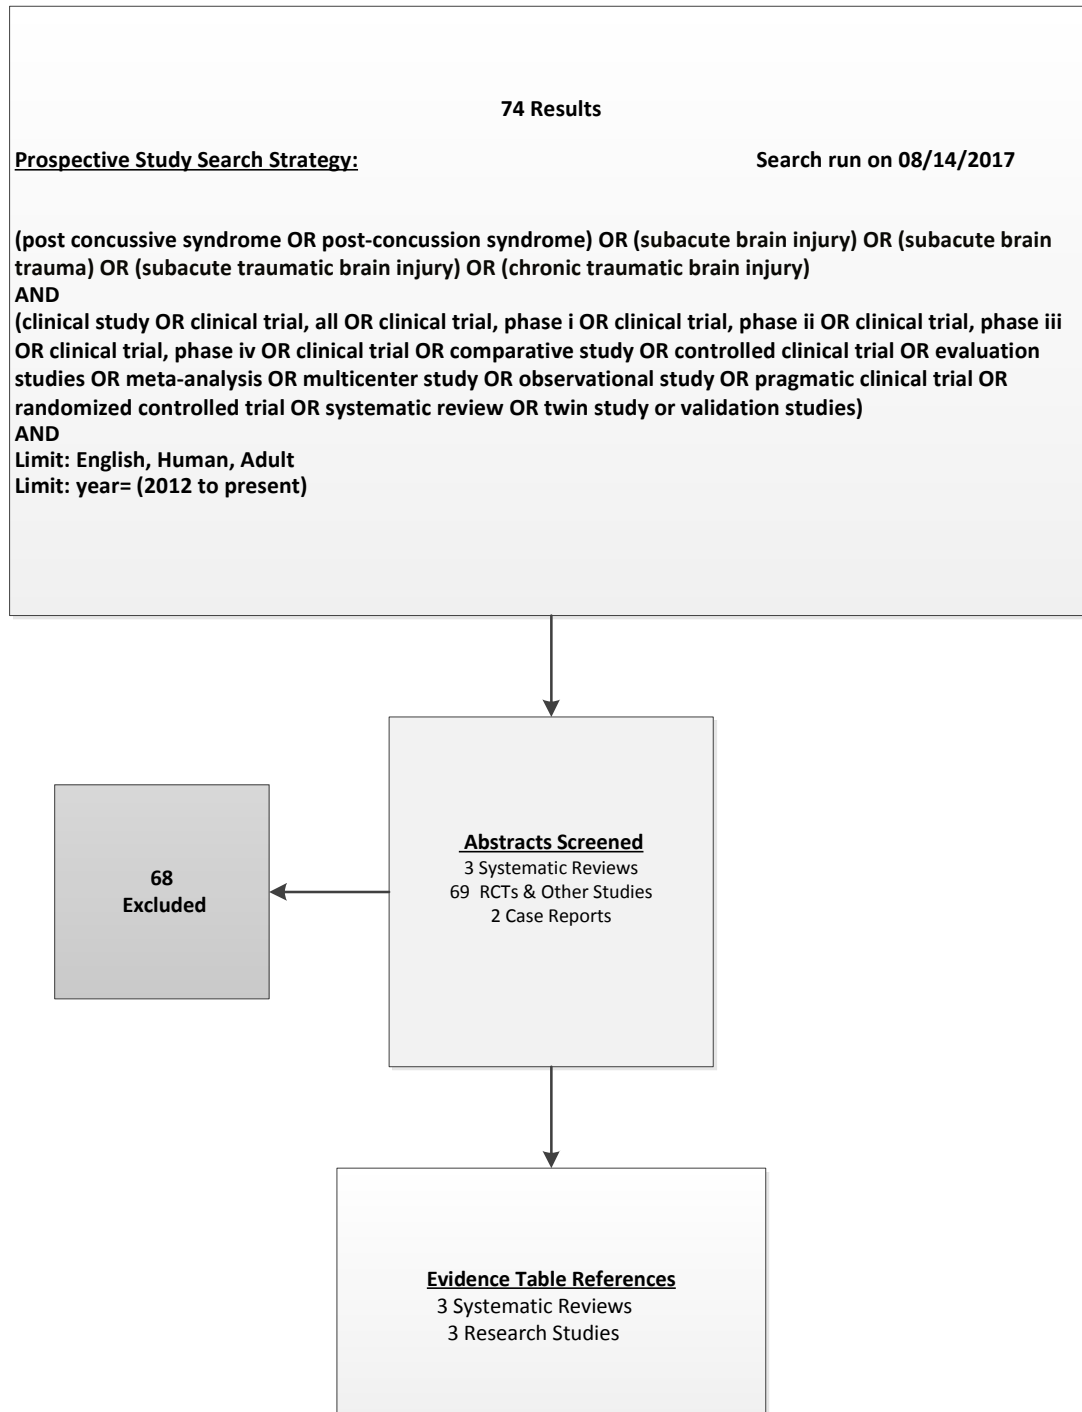 74 Results
Prospective Study Search Strategy: Search run on 08/14/2017
(post concussive syndrome OR post-concussion syndrome) OR (subacute brain injury) OR (subacute brain
trauma) OR (subacute traumatic brain injury) OR (chronic traumatic brain injury)
AND
(clinical study OR clinical trial, all OR clinical trial, phase i OR clinical trial, phase ii OR clinical trial, phase iii
OR clinical trial, phase iv OR clinical trial OR comparative study OR controlled clinical trial OR evaluation
studies OR meta-analysis OR multicenter study OR observational study OR pragmatic clinical trial OR
randomized controlled trial OR systematic review OR twin study or validation studies)
AND
Limit: English, Human, Adult
Limit: year= (2012 to present)
Abstracts Screened
3 Systematic Reviews
69 RCTs & Other Studies
2 Case Reports
68
Excluded
Evidence Table References
3 Systematic Reviews
3 Research Studies